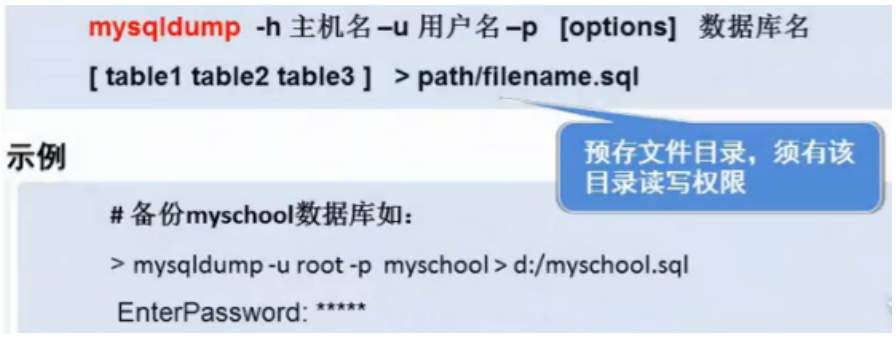 mysqldump -h 主机名 –u 用户名 –p [options] 数据库名
[ table1 table2 table3 ] > path/filename.sql
预存文件目录，须有该
目录读写权限
示例
# 备份myschool数据库如：
> mysqldump -u root -p myschool > d:/myschool.sql
EnterPassword: *****